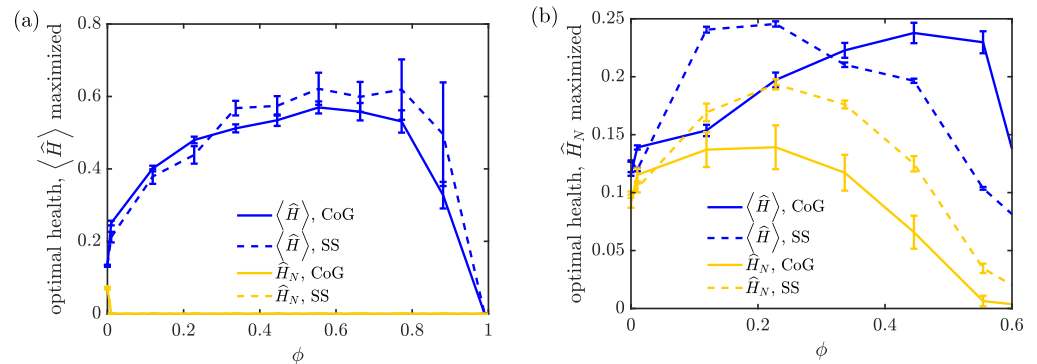 (a)
optimal health, ⟨Ĥ⟩ maximized
0.8
0.6
0.4
0.2
0
⟨Ĥ⟩, CoG
⟨Ĥ⟩, SS
Ĥ_N, CoG
Ĥ_N, SS
0 0.2 0.4 0.6 0.8 1
ϕ
(b)
optimal health, Ĥ_N maximized
0.25
0.2
0.15
0.1
0.05
0
⟨Ĥ⟩, CoG
⟨Ĥ⟩, SS
Ĥ_N, CoG
Ĥ_N, SS
0 0.2 0.4 0.6
ϕ